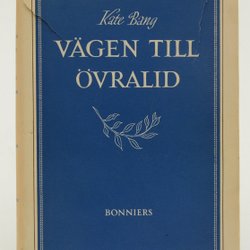 Kate Bang
VÄGEN TILL
ÖVRALID
BONNIERS